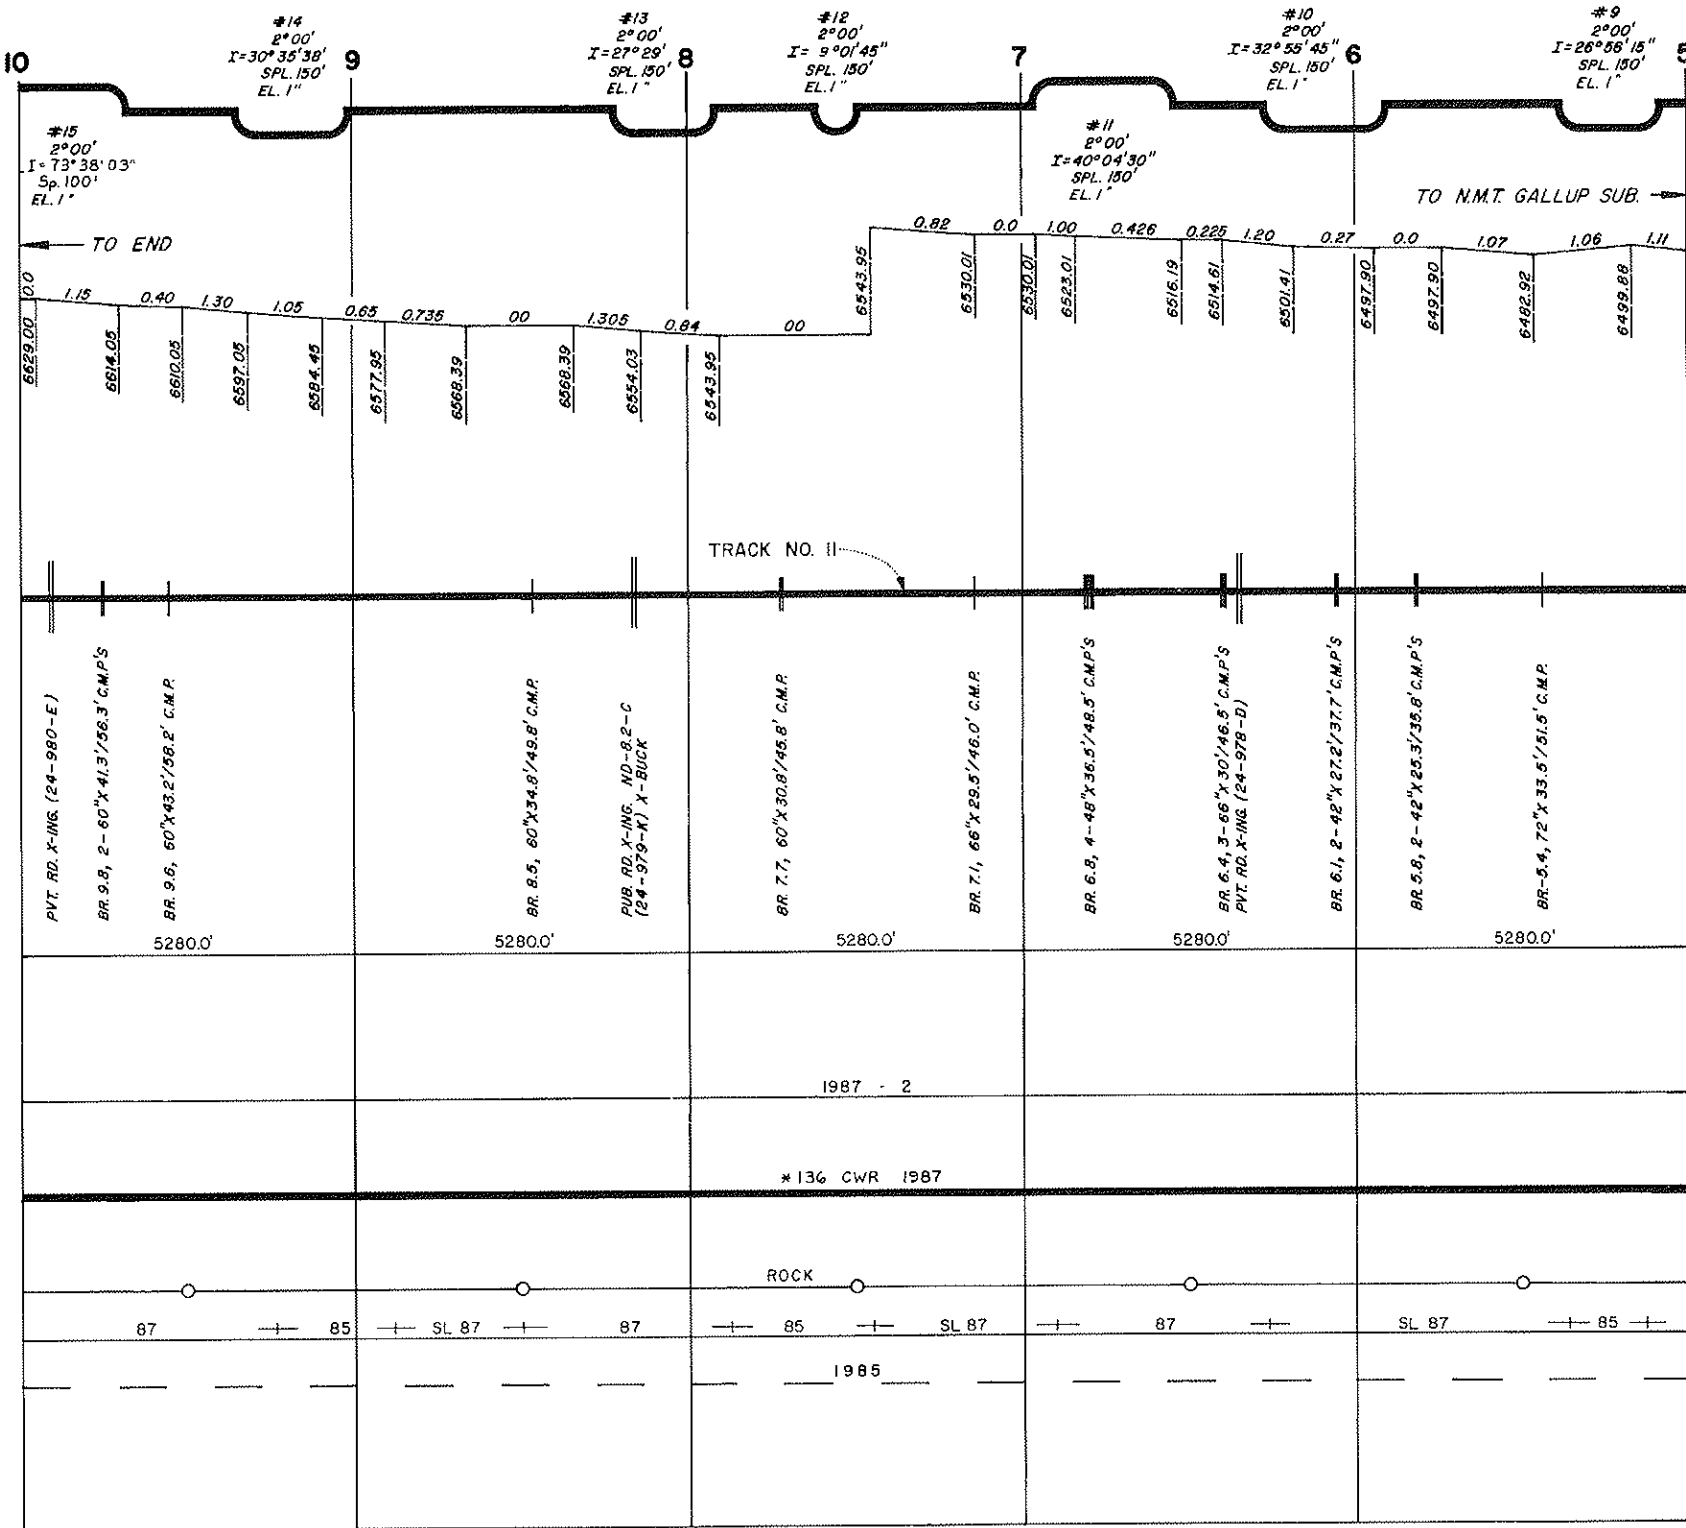 10
#14
2°00'
I=30°35'38'
SPL. 150'
EL. 1"
9
#13
2°00'
I=27°29'
SPL. 150'
EL. 1"
8
#12
2°00'
I= 9°01'45"
SPL. 150'
EL. 1"
7
#10
2°00'
I=32°55'45"
SPL. 150'
EL. 1"
6
#9
2°00'
I=26°56'15"
SPL. 150'
EL. 1"
5
#15
2°00'
I=73°38'03"
Sp. 100'
EL. 1"
#11
2°00'
I=40°04'30"
SPL. 150'
EL. 1"
TO N.M.T. GALLUP SUB.
TO END
0.82 0.0 1.00 0.426 0.225 1.20 0.27 0.0 1.07 1.06 1.11
6543.95 6530.01 6530.01 6523.01 6516.19 6514.61 6501.41 6497.90 6497.90 6482.92 6499.88
0.0 1.15 0.40 1.30 1.05 0.65 0.735 00 1.305 0.84 00
6629.00 6614.05 6610.05 6597.05 6584.45 6577.95 6568.39 6568.39 6554.03 6543.95
TRACK NO. 11
PVT. RD. X-ING. (24-980-E)
BR. 9.8, 2-60"X 41.3'/56.3' C.M.P.'S
BR. 9.6, 60"X43.2'/58.2' C.M.P.
BR. 8.5, 60"X34.8'/49.8' C.M.P.
PUB. RD. X-ING. ND-8.2-C
(24-979-K) X-BUCK
BR. 7.7, 60"X30.8'/45.8' C.M.P.
BR. 7.1, 66"X29.5'/46.0' C.M.P.
BR. 6.8, 4-48"X36.5'/48.5' C.M.P.'S
BR. 6.4, 3-66"X30'/46.5' C.M.P.'S
PVT. RD. X-ING. (24-978-D)
BR. 6.1, 2-42"X27.2'/37.7' C.M.P.'S
BR. 5.8, 2-42"X25.3'/35.8' C.M.P.'S
BR.-5.4, 72"X33.5'/51.5' C.M.P.
5280.0' 5280.0' 5280.0' 5280.0' 5280.0'
1987 - 2
*136 CWR 1987
ROCK
87 85 SL 87 87 85 SL 87 87 SL 87 85
1985